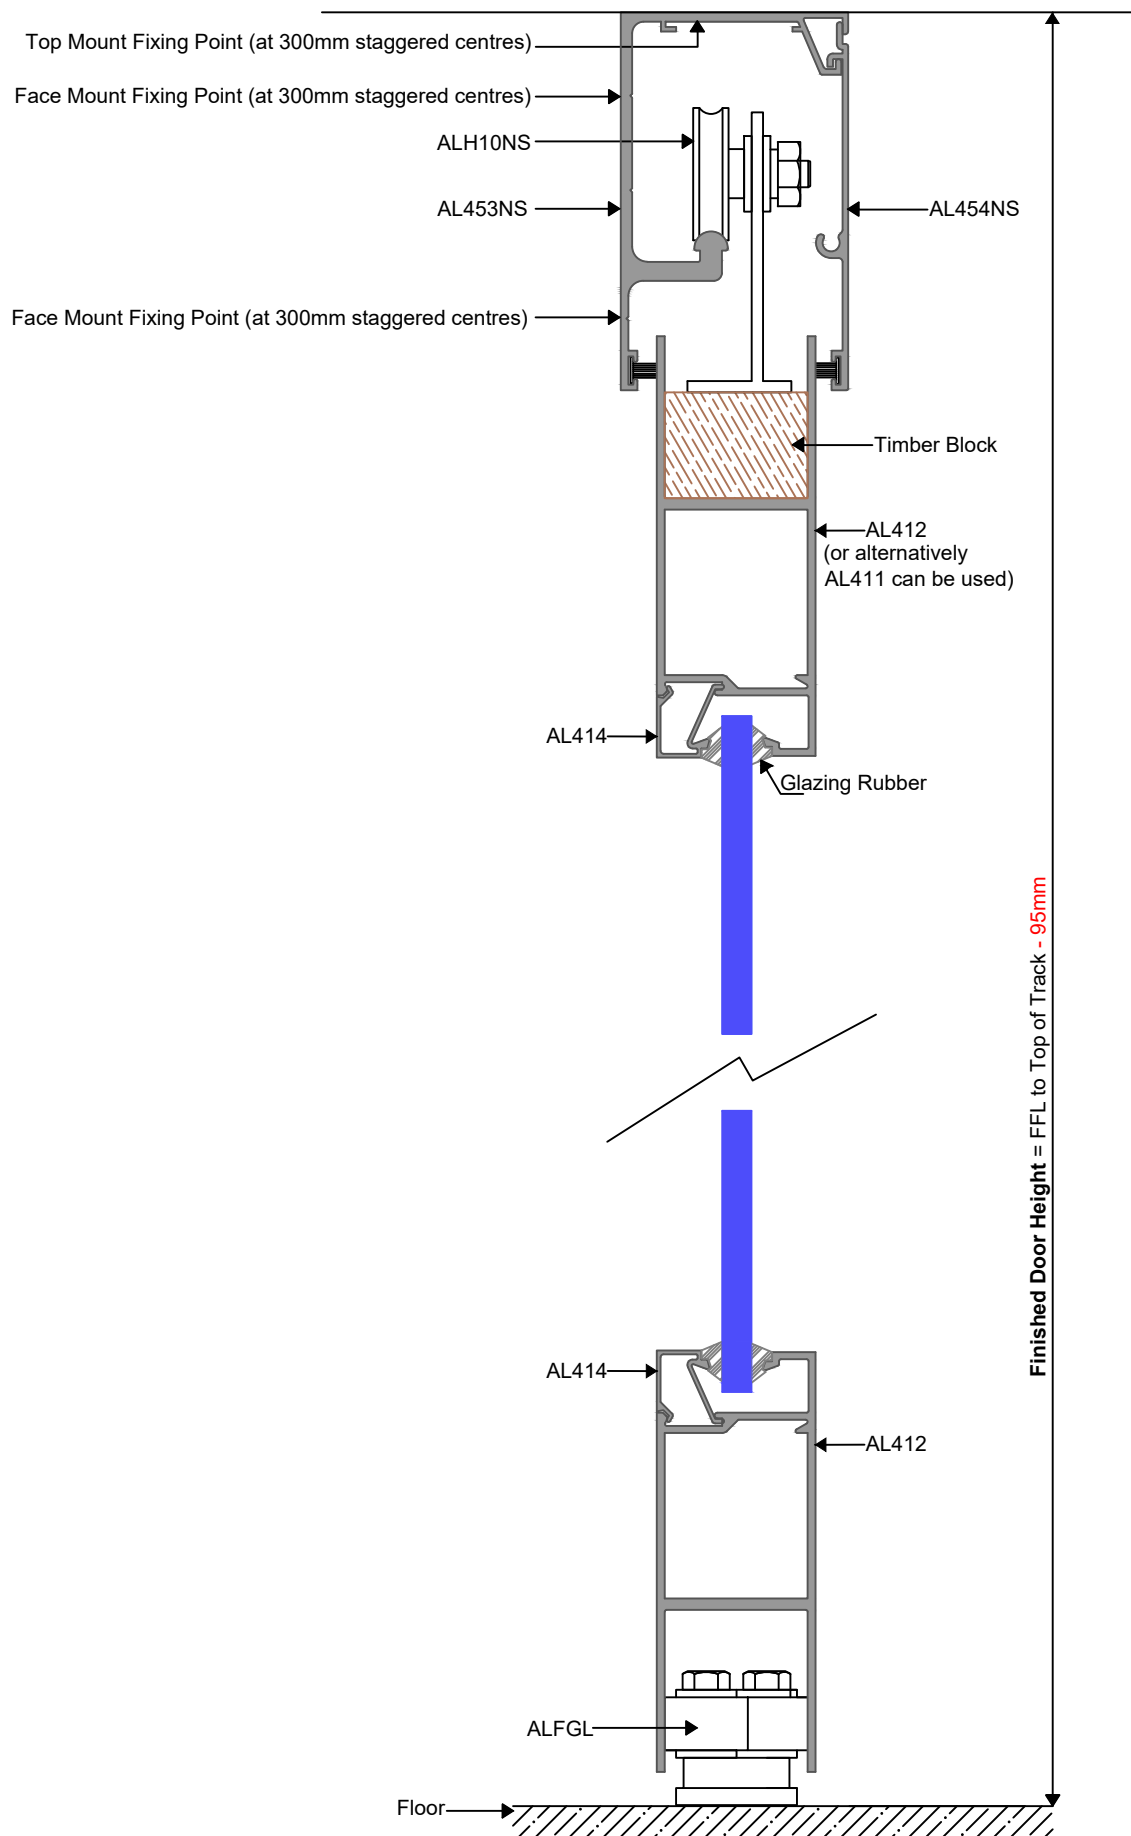 Top Mount Fixing Point (at 300mm staggered centres)
Face Mount Fixing Point (at 300mm staggered centres)
ALH10NS
AL453NS
AL454NS
Face Mount Fixing Point (at 300mm staggered centres)
Timber Block
AL412
(or alternatively
AL411 can be used)
AL414
Glazing Rubber
Finished Door Height = FFL to Top of Track - 95mm
AL414
AL412
ALFGL
Floor